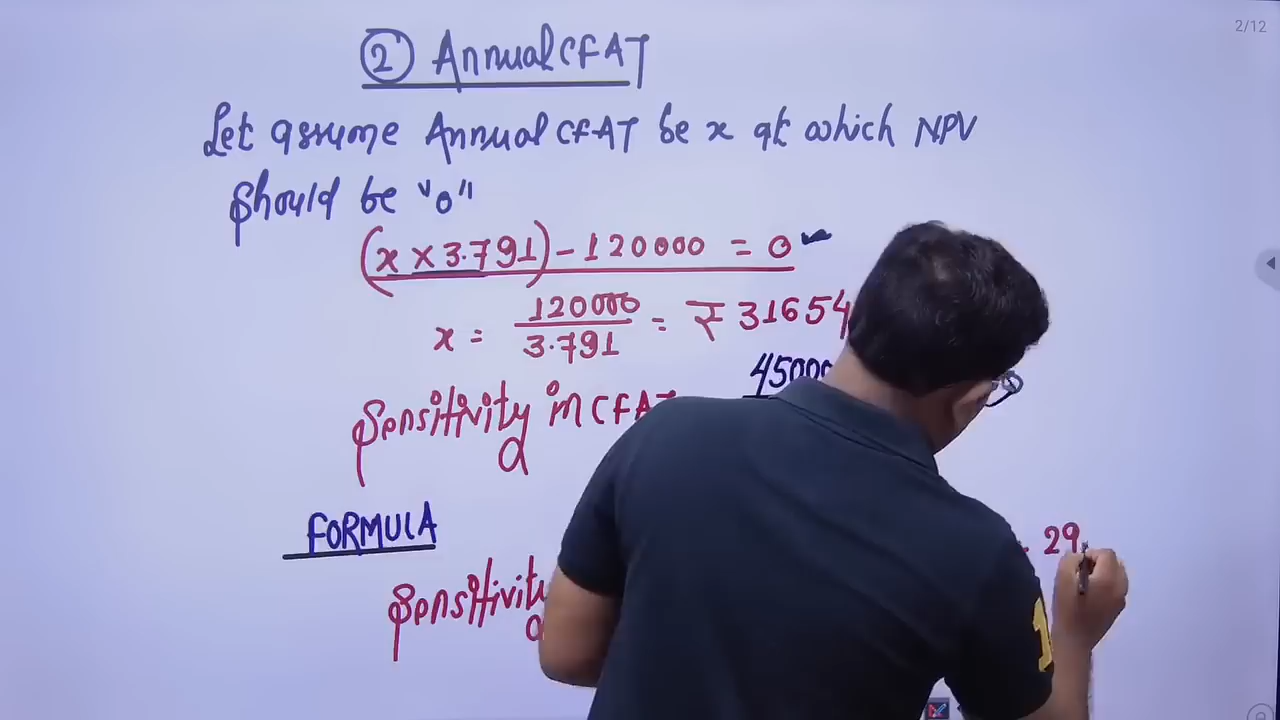 2/12
② Annual CFAT
Let assume Annual CFAT be x at which NPV
should be "0"
(x × 3.791) - 120000 = 0
x = 120000 / 3.791 = ₹ 31654
Sensitivity in CFAT 45000
FORMULA
Sensitivity 29
1